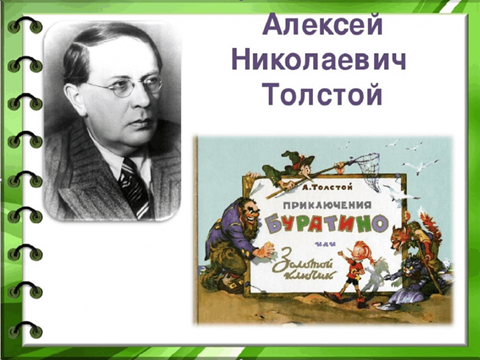 Алексей
Николаевич
Толстой
А.ТОЛСТОЙ
ПРИКЛЮЧЕНИЯ
БУРАТИНО
ИЛИ
Золотой
ключик